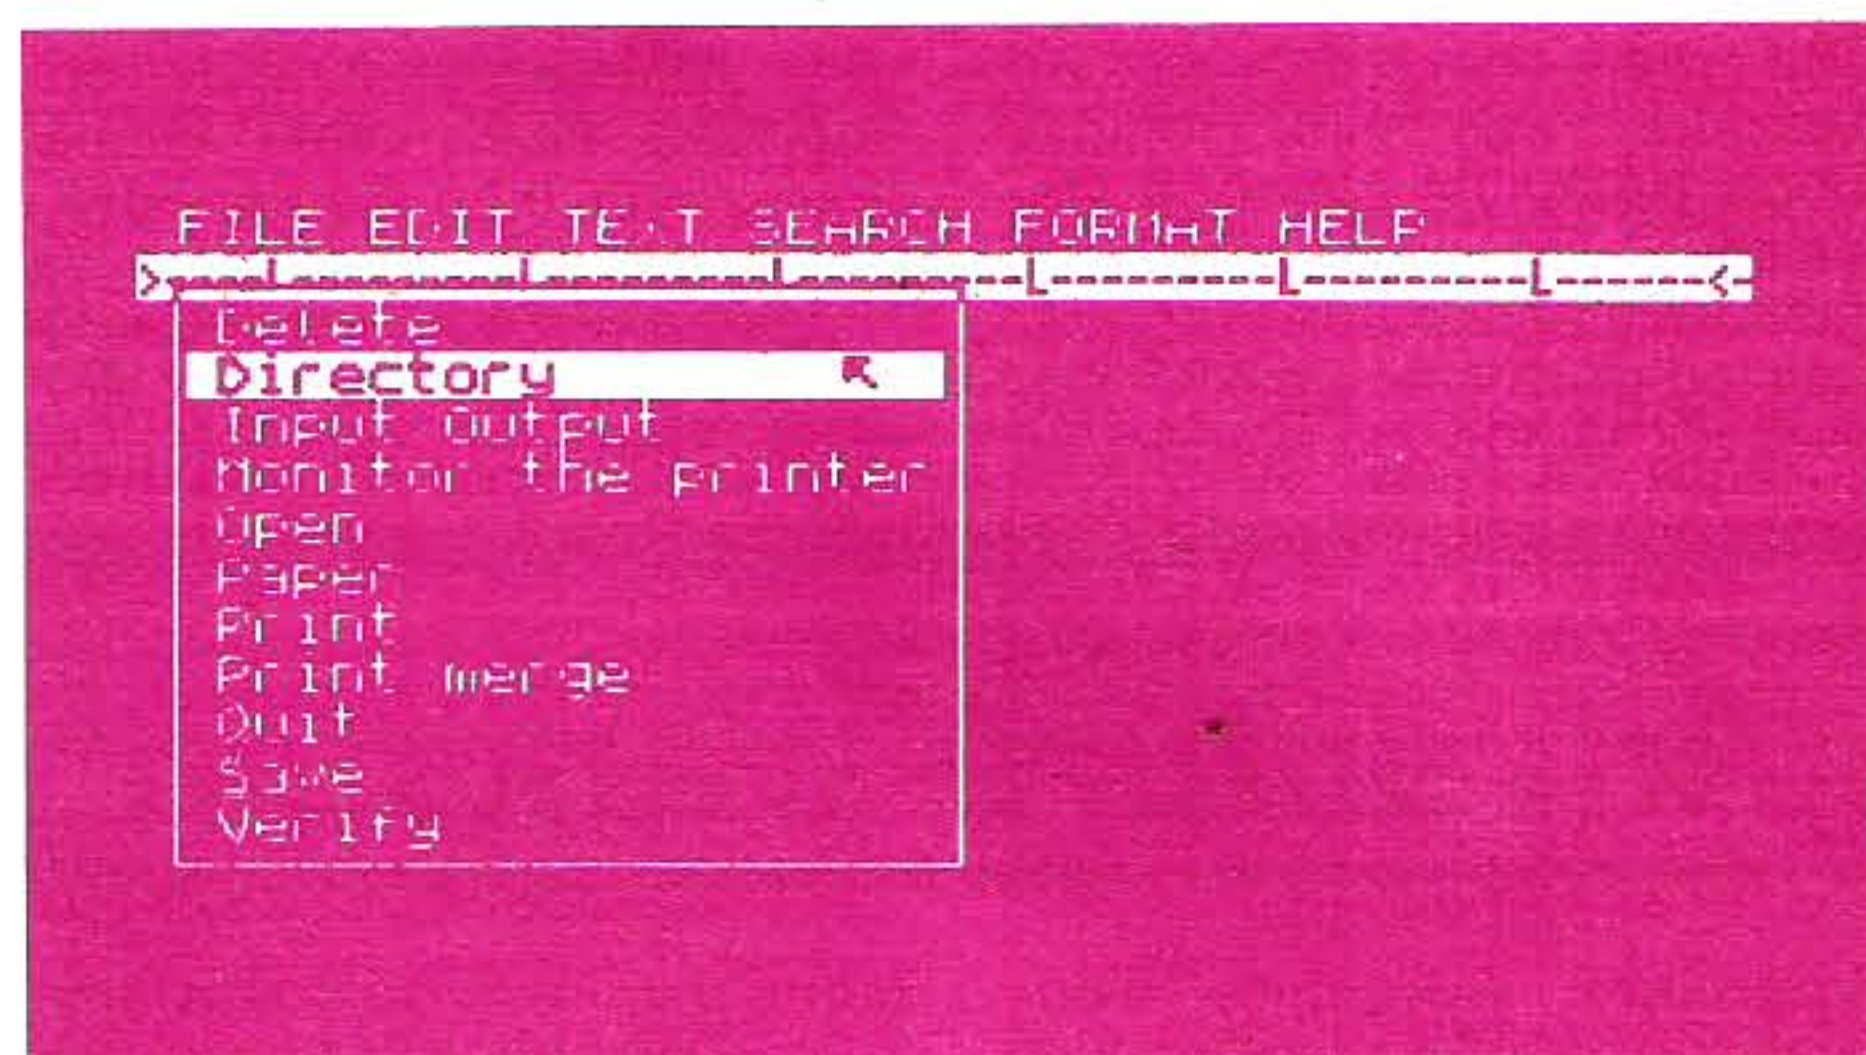 FILE EDIT TEXT SEARCH FORMAT HELP
>----L---------L---------L---------L---------L---------L------<-
Delete
Directory
Input Output
Monitor the printer
Open
Paper
Print
Print merge
Quit
Save
Verify